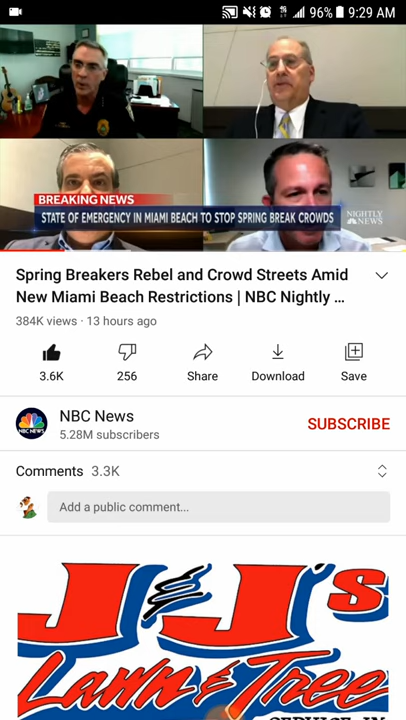 4G
96%
9:29 AM
BREAKING NEWS
STATE OF EMERGENCY IN MIAMI BEACH TO STOP SPRING BREAK CROWDS
NIGHTLY
NEWS
Spring Breakers Rebel and Crowd Streets Amid
New Miami Beach Restrictions | NBC Nightly ...
384K views · 13 hours ago
3.6K
256
Share
Download
Save
NBC NEWS
NBC News
5.28M subscribers
SUBSCRIBE
Comments 3.3K
Add a public comment...
J & J's
Lawn & Tree